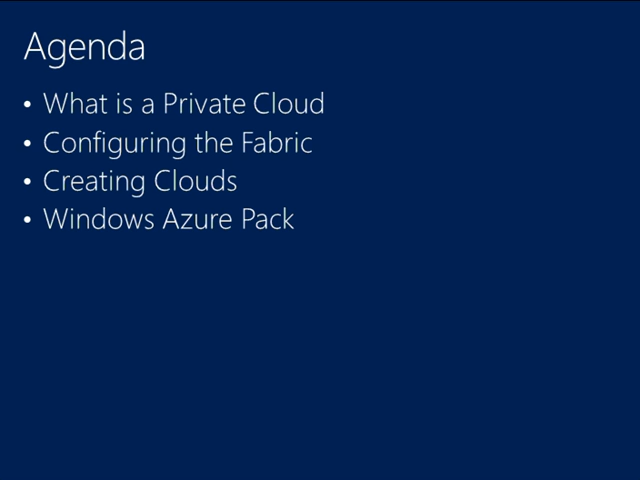 Agenda
• What is a Private Cloud
• Configuring the Fabric
• Creating Clouds
• Windows Azure Pack